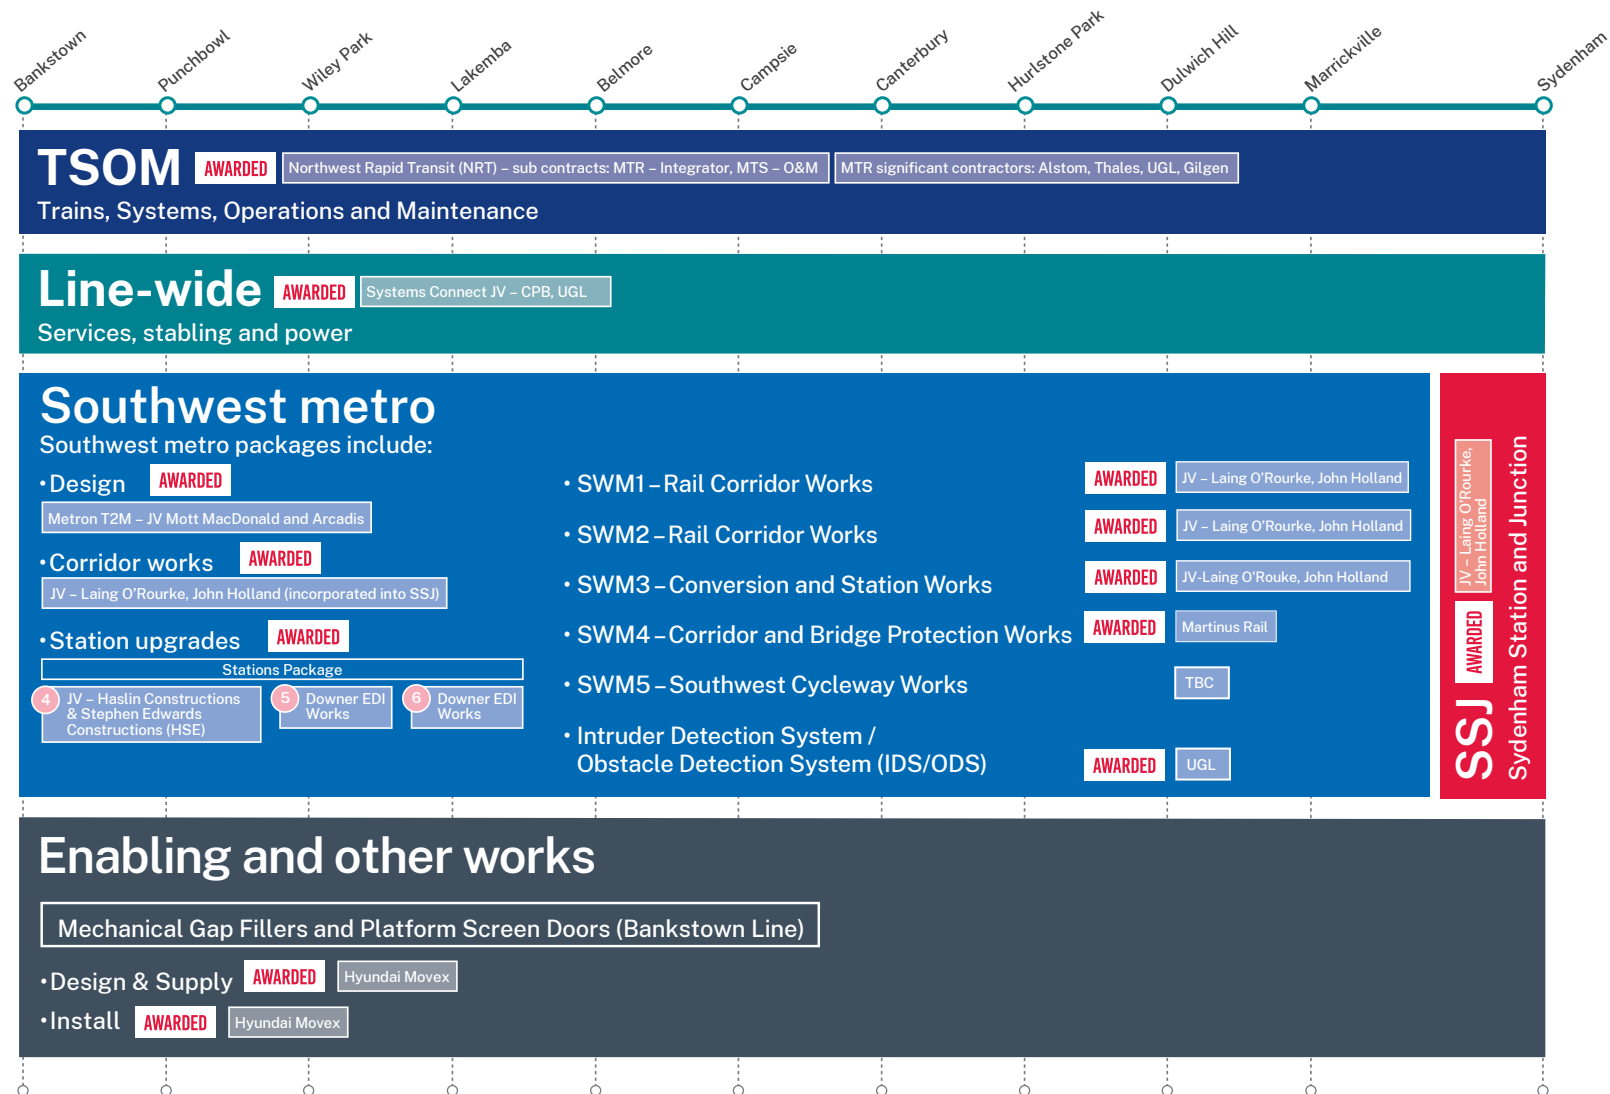 Bankstown
Punchbowl
Wiley Park
Lakemba
Belmore
Campsie
Canterbury
Hurlstone Park
Dulwich Hill
Marrickville
Sydenham
TSOM AWARDED Northwest Rapid Transit (NRT) – sub contracts: MTR – Integrator, MTS – O&M MTR significant contractors: Alstom, Thales, UGL, Gilgen
Trains, Systems, Operations and Maintenance
Line-wide AWARDED Systems Connect JV – CPB, UGL
Services, stabling and power
Southwest metro
Southwest metro packages include:
• Design AWARDED
Metron T2M – JV Mott MacDonald and Arcadis
• Corridor works AWARDED
JV – Laing O'Rourke, John Holland (incorporated into SSJ)
• Station upgrades AWARDED
Stations Package
4 JV – Haslin Constructions
& Stephen Edwards
Constructions (HSE)
5 Downer EDI
Works
6 Downer EDI
Works
• SWM1 – Rail Corridor Works AWARDED JV – Laing O'Rourke, John Holland
• SWM2 – Rail Corridor Works AWARDED JV – Laing O'Rourke, John Holland
• SWM3 – Conversion and Station Works AWARDED JV-Laing O'Rouke, John Holland
• SWM4 – Corridor and Bridge Protection Works AWARDED Martinus Rail
• SWM5 – Southwest Cycleway Works TBC
• Intruder Detection System /
Obstacle Detection System (IDS/ODS) AWARDED UGL
SSJ AWARDED JV – Laing O'Rourke,
John Holland
Sydenham Station and Junction
Enabling and other works
Mechanical Gap Fillers and Platform Screen Doors (Bankstown Line)
• Design & Supply AWARDED Hyundai Movex
• Install AWARDED Hyundai Movex